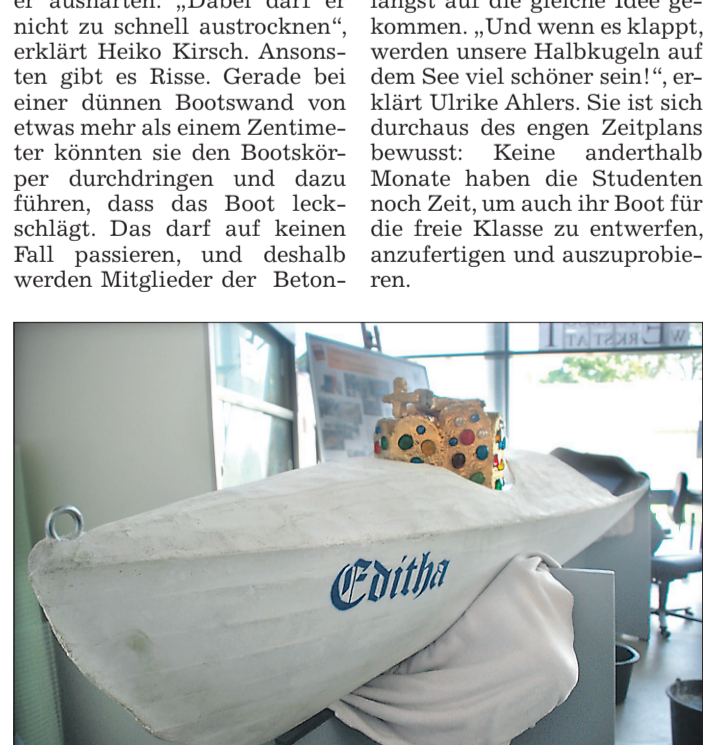 er aushärten. „Dabei darf er
nicht zu schnell austrocknen“,
erklärt Heiko Kirsch. Ansons-
ten gibt es Risse. Gerade bei
einer dünnen Bootswand von
etwas mehr als einem Zentime-
ter könnten sie den Bootskör-
per durchdringen und dazu
führen, dass das Boot leck-
schlägt. Das darf auf keinen
Fall passieren, und deshalb
werden Mitglieder der Beton-
längst auf die gleiche Idee ge-
kommen. „Und wenn es klappt,
werden unsere Halbkugeln auf
dem See viel schöner sein!“, er-
klärt Ulrike Ahlers. Sie ist sich
durchaus des engen Zeitplans
bewusst: Keine anderthalb
Monate haben die Studenten
noch Zeit, um auch ihr Boot für
die freie Klasse zu entwerfen,
anzufertigen und auszuprobie-
ren.
Editha